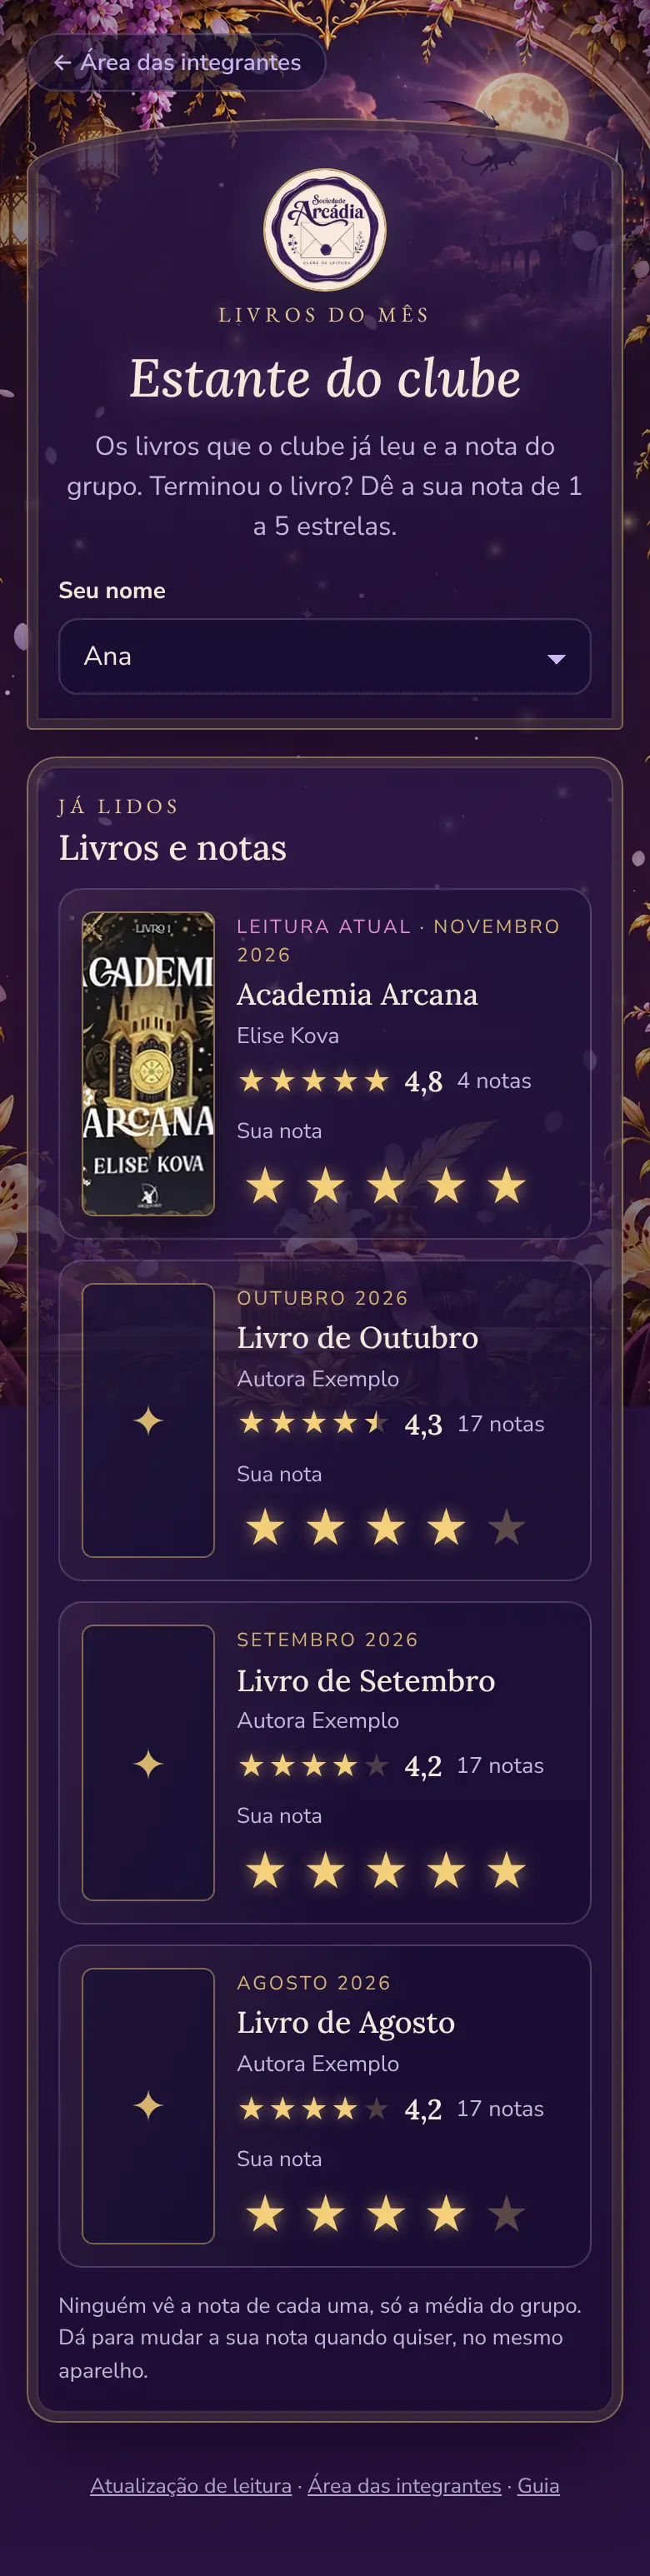 ← Área das integrantes
Sociedade
Arcádia
CLUBE DE LEITURA
LIVROS DO MÊS
Estante do clube
Os livros que o clube já leu e a nota do
grupo. Terminou o livro? Dê a sua nota de 1
a 5 estrelas.
Seu nome
Ana
JÁ LIDOS
Livros e notas
LEITURA ATUAL · NOVEMBRO
2026
LIVRO 1
CADEMI
ARCANA
ELISE KOVA
Academia Arcana
Elise Kova
4,8 4 notas
Sua nota
OUTUBRO 2026
Livro de Outubro
Autora Exemplo
4,3 17 notas
Sua nota
SETEMBRO 2026
Livro de Setembro
Autora Exemplo
4,2 17 notas
Sua nota
AGOSTO 2026
Livro de Agosto
Autora Exemplo
4,2 17 notas
Sua nota
Ninguém vê a nota de cada uma, só a média do grupo.
Dá para mudar a sua nota quando quiser, no mesmo
aparelho.
Atualização de leitura · Área das integrantes · Guia